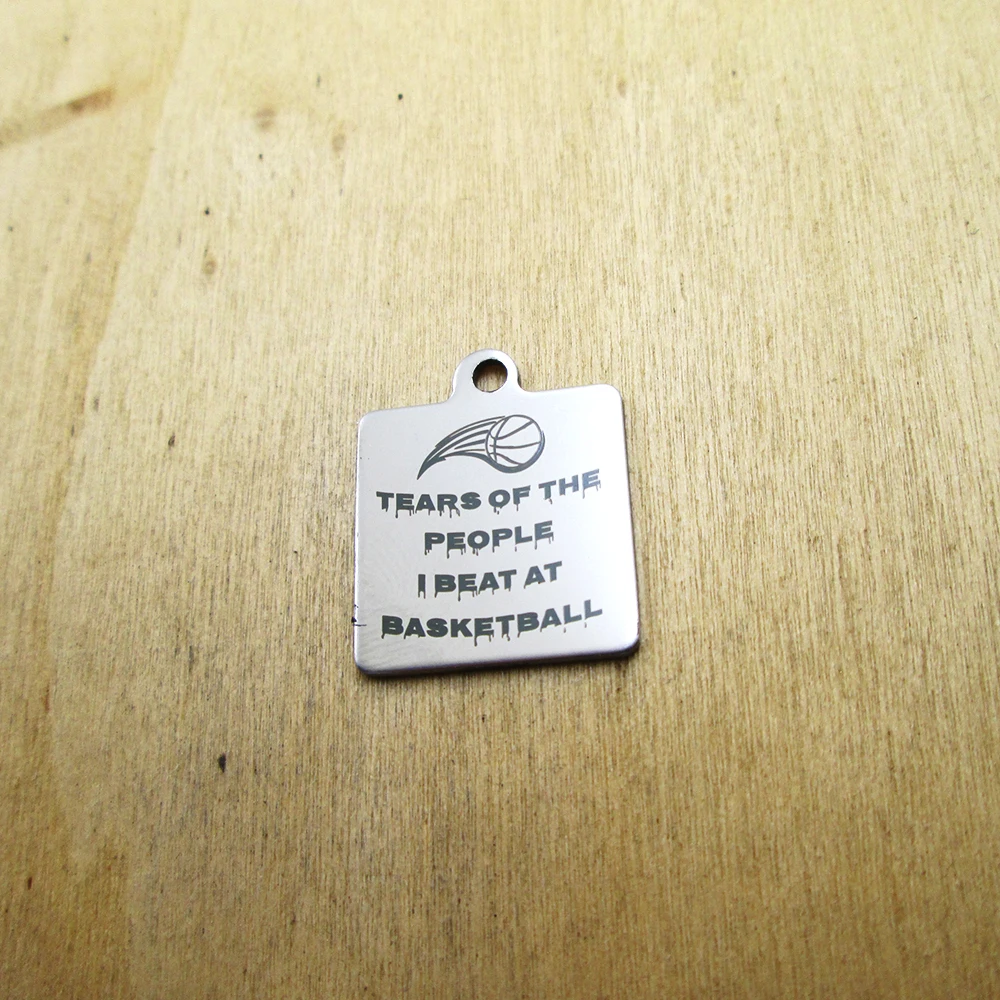 TEARS OF THE
PEOPLE
I BEAT AT
BASKETBALL